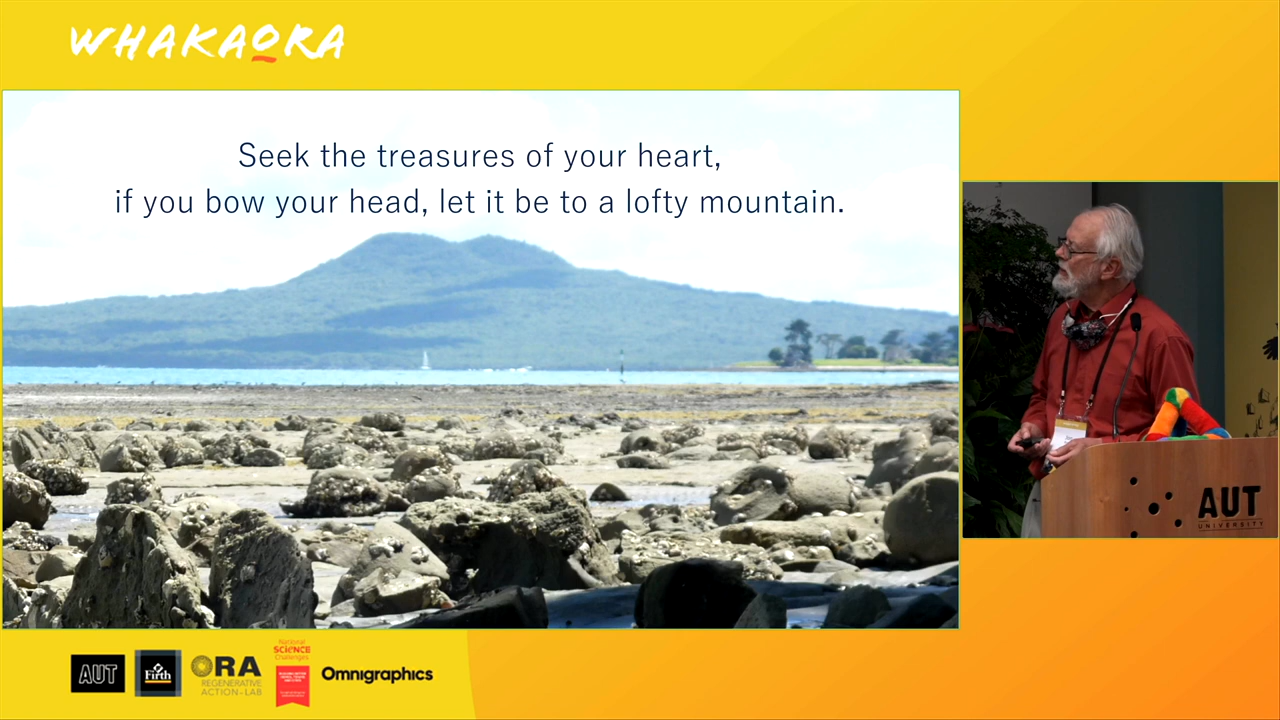 WHAKAORA
Seek the treasures of your heart,
if you bow your head, let it be to a lofty mountain.
AUT
UNIVERSITY
AUT
Firth
ORA
REGENERATIVE
ACTION-LAB
National
SCIENCE
Challenges
Omnigraphics